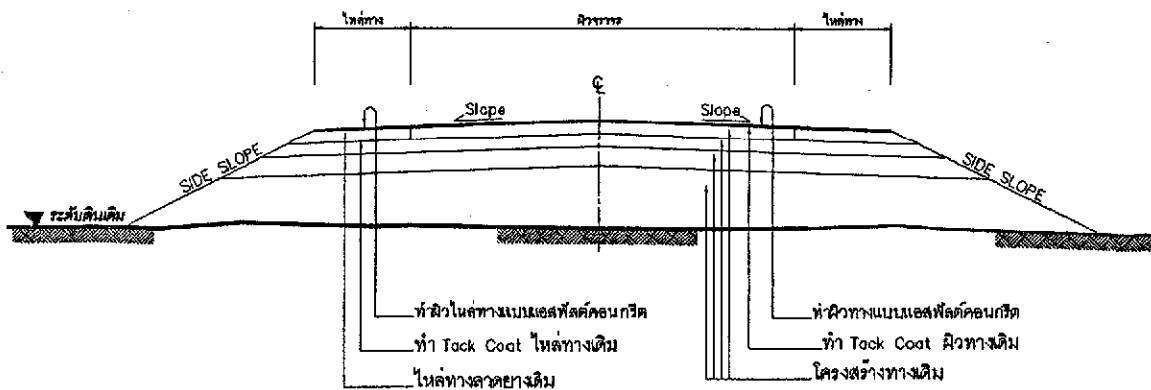 ไหล่ทาง ผิวจราจร ไหล่ทาง
℄
Slope Slope
SIDE SLOPE SIDE SLOPE
ระดับดินเดิม
ทำผิวไหล่ทางแบบแอสฟัลต์คอนกรีต ทำผิวทางแบบแอสฟัลต์คอนกรีต
ทำ Tack Coat ไหล่ทางเดิม ทำ Tack Coat ผิวทางเดิม
ไหล่ทางลาดยางเดิม โครงสร้างทางเดิม